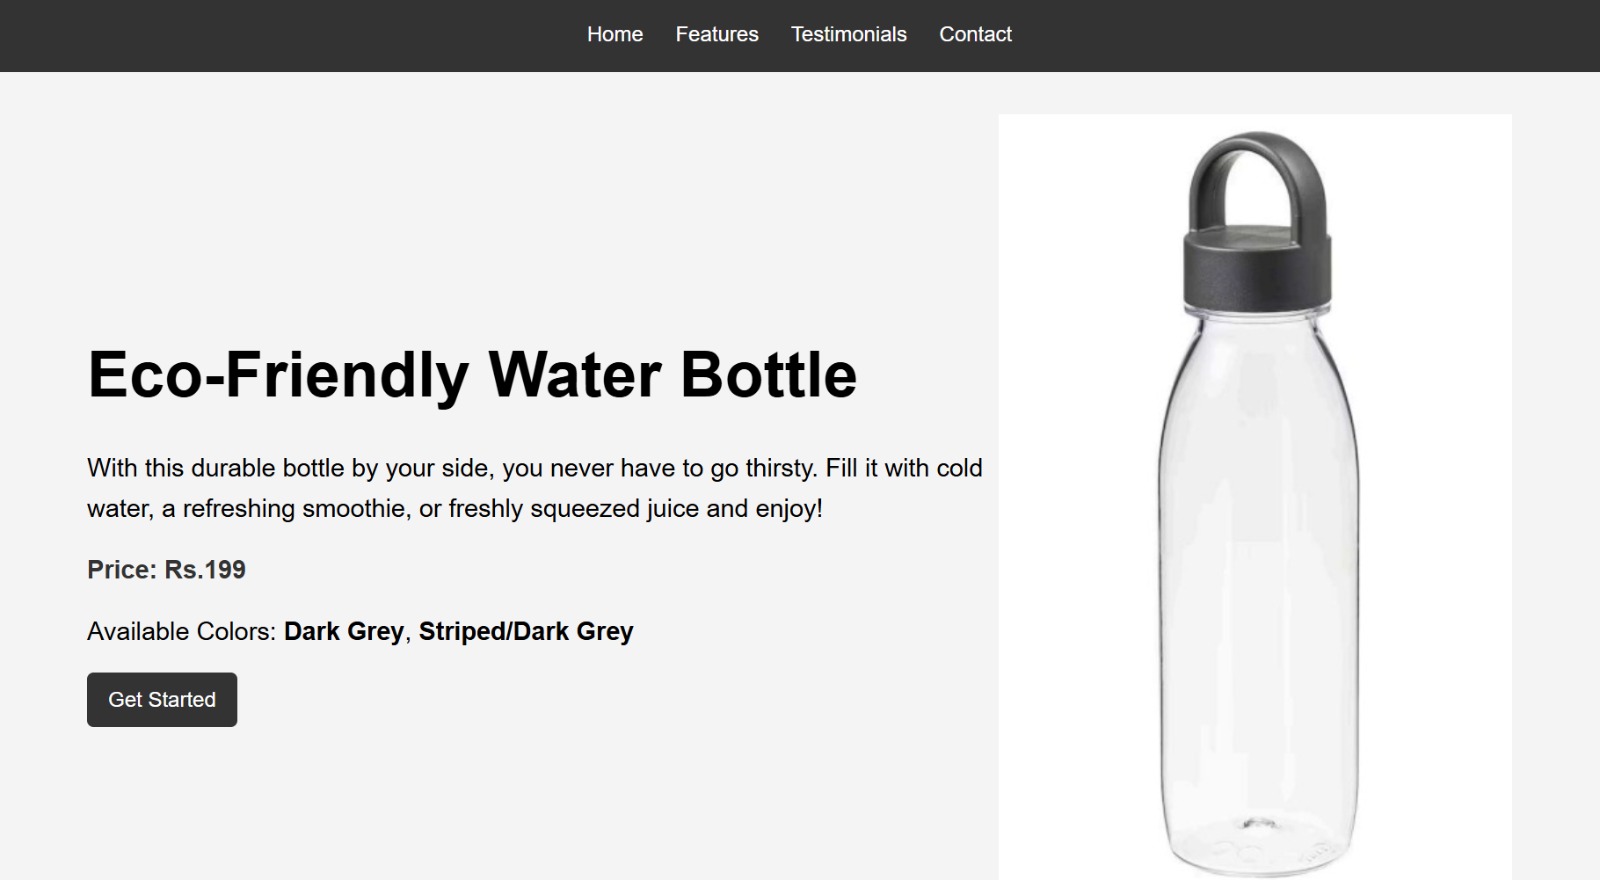 Home Features Testimonials Contact
Eco-Friendly Water Bottle
With this durable bottle by your side, you never have to go thirsty. Fill it with cold
water, a refreshing smoothie, or freshly squeezed juice and enjoy!
Price: Rs.199
Available Colors: Dark Grey, Striped/Dark Grey
Get Started